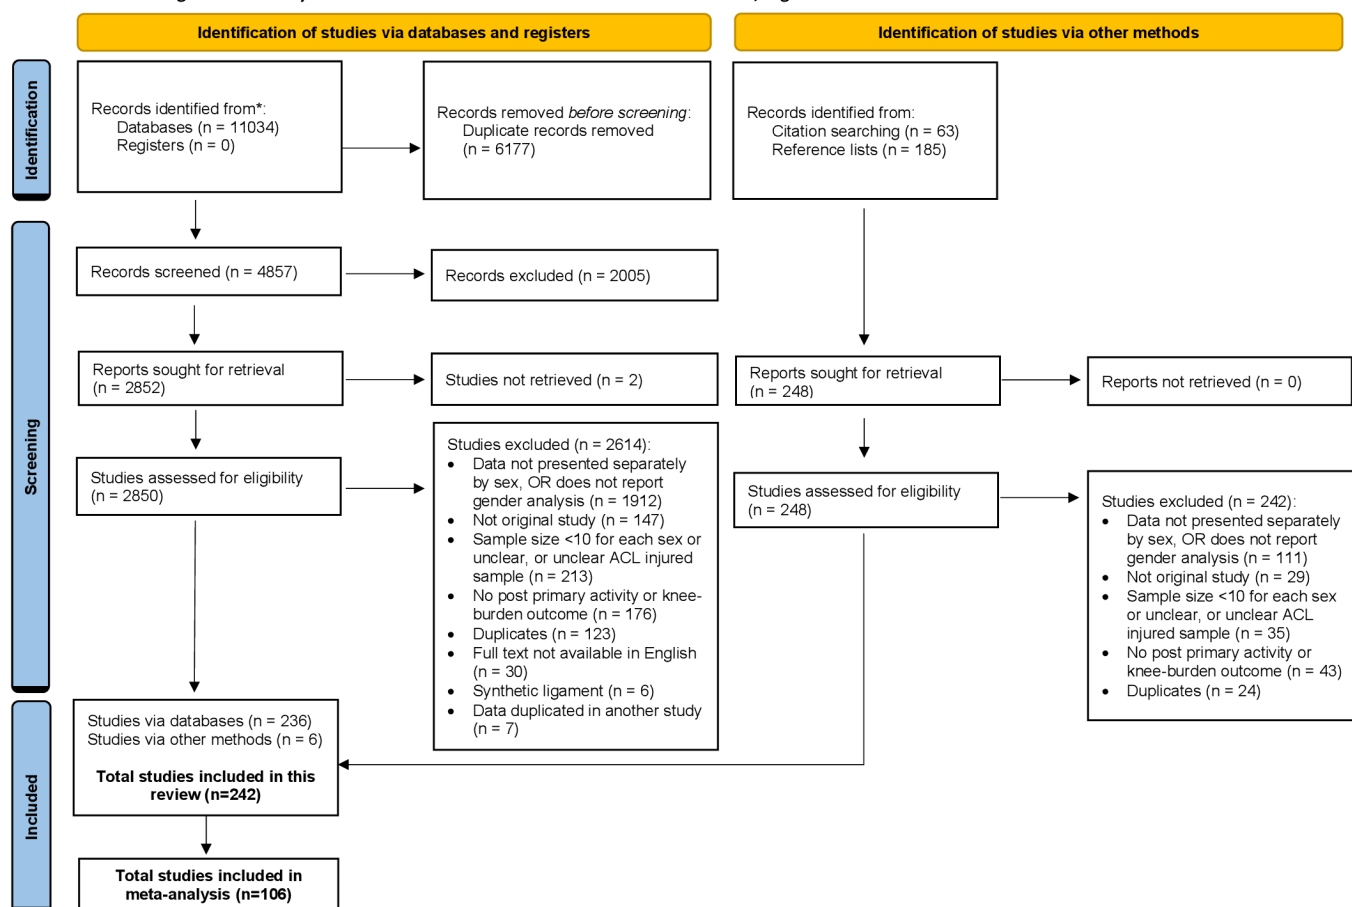 Identification of studies via databases and registers
Identification of studies via other methods
Identification
Records identified from*:
Databases (n = 11034)
Registers (n = 0)
Records removed before screening:
Duplicate records removed
(n = 6177)
Records identified from:
Citation searching (n = 63)
Reference lists (n = 185)
Screening
Records screened (n = 4857)
Records excluded (n = 2005)
Reports sought for retrieval
(n = 2852)
Studies not retrieved (n = 2)
Reports sought for retrieval
(n = 248)
Reports not retrieved (n = 0)
Studies assessed for eligibility
(n = 2850)
Studies excluded (n = 2614):
• Data not presented separately
by sex, OR does not report
gender analysis (n = 1912)
• Not original study (n = 147)
• Sample size <10 for each sex or
unclear, or unclear ACL injured
sample (n = 213)
• No post primary activity or knee-
burden outcome (n = 176)
• Duplicates (n = 123)
• Full text not available in English
(n = 30)
• Synthetic ligament (n = 6)
• Data duplicated in another study
(n = 7)
Studies assessed for eligibility
(n = 248)
Studies excluded (n = 242):
• Data not presented separately
by sex, OR does not report
gender analysis (n = 111)
• Not original study (n = 29)
• Sample size <10 for each sex
or unclear, or unclear ACL
injured sample (n = 35)
• No post primary activity or
knee-burden outcome (n = 43)
• Duplicates (n = 24)
Included
Studies via databases (n = 236)
Studies via other methods (n = 6)
Total studies included in this
review (n=242)
Total studies included in
meta-analysis (n=106)